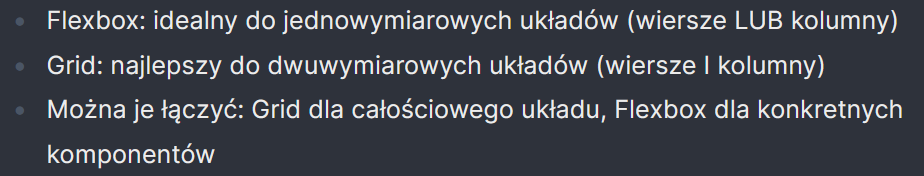 Flexbox: idealny do jednowymiarowych układów (wiersze LUB kolumny)
Grid: najlepszy do dwuwymiarowych układów (wiersze I kolumny)
Można je łączyć: Grid dla całościowego układu, Flexbox dla konkretnych
komponentów